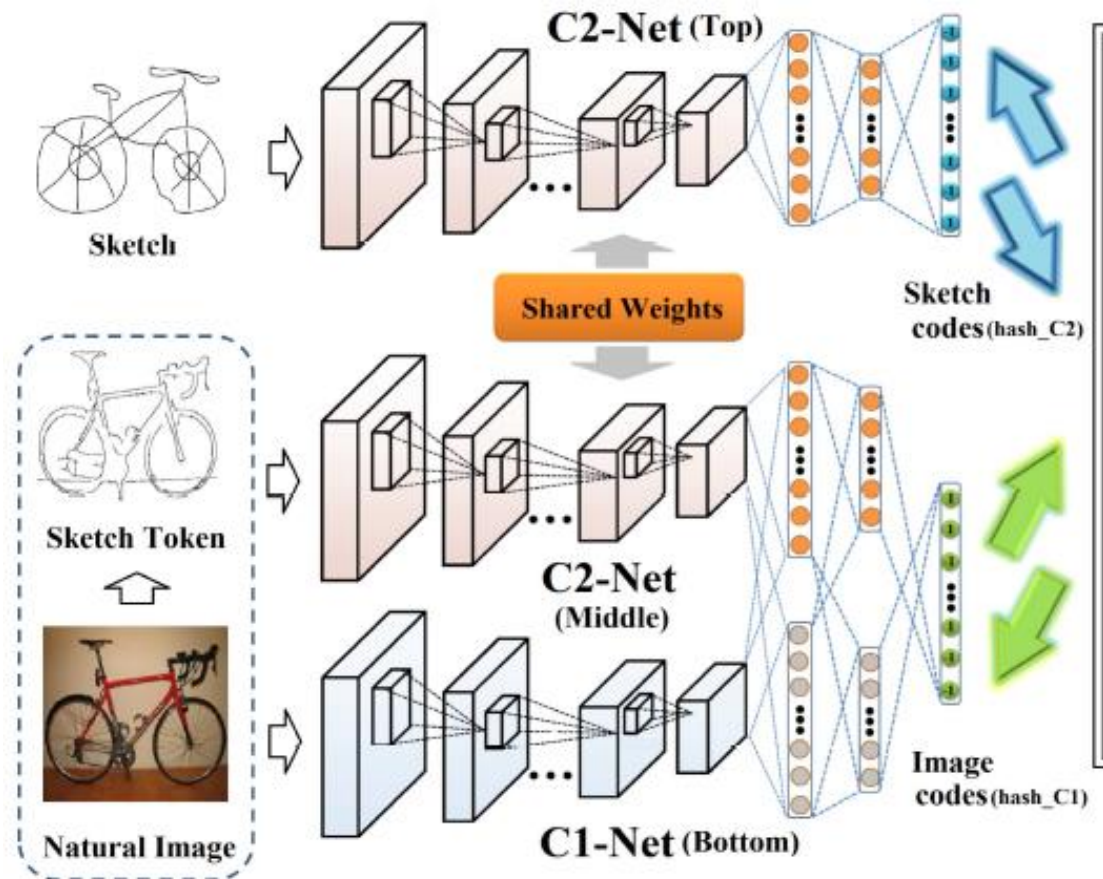 C2-Net (Top)
Sketch
Shared Weights
Sketch
codes (hash_C2)
Sketch Token
C2-Net
(Middle)
Natural Image
C1-Net (Bottom)
Image
codes (hash_C1)